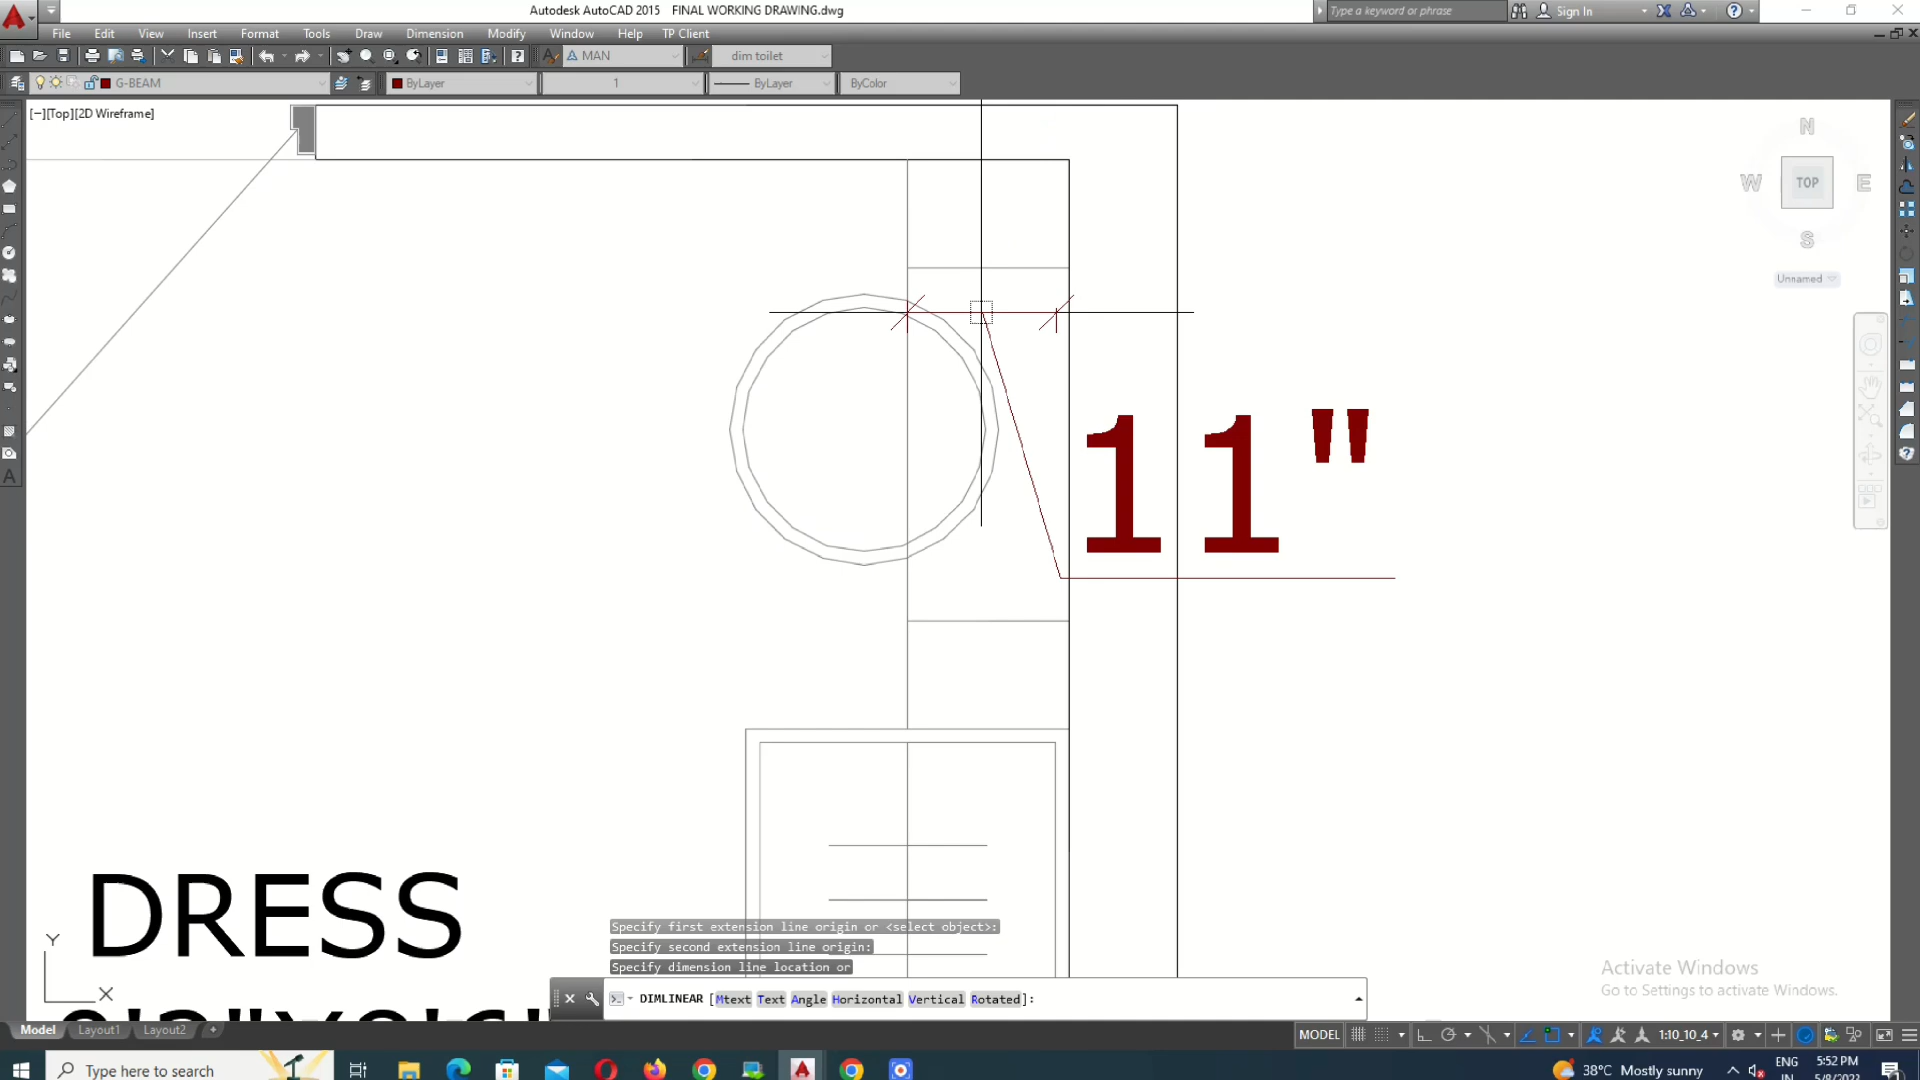 Autodesk AutoCAD 2015 FINAL WORKING DRAWING.dwg
Type a keyword or phrase
Sign In
File Edit View Insert Format Tools Draw Dimension Modify Window Help TP Client
MAN
dim toilet
G-BEAM
ByLayer
1
ByLayer
ByColor
[−][Top][2D Wireframe]
N
W TOP E
S
Unnamed
11"
DRESS
Y
X
Specify first extension line origin or <select object>:
Specify second extension line origin:
Specify dimension line location or
DIMLINEAR [Mtext Text Angle Horizontal Vertical Rotated]:
Activate Windows
Go to Settings to activate Windows.
Model Layout1 Layout2 +
MODEL
1:10_10_4
Type here to search
38°C Mostly sunny
ENG
IN
5:52 PM